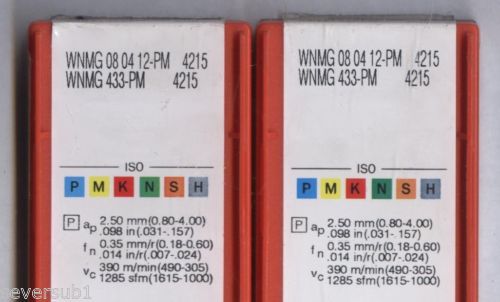 WNMG 08 04 12-PM 4215
WNMG 433-PM 4215
ISO
P M K N S H
P ap 2.50 mm(0.80-4.00)
.098 in(.031-.157)
fn 0.35 mm/r(0.18-0.60)
.014 in/r(.007-.024)
vc 390 m/min(490-305)
1285 sfm(1615-1000)
WNMG 08 04 12-PM 4215
WNMG 433-PM 4215
ISO
P M K N S H
P ap 2.50 mm(0.80-4.00)
.098 in(.031-.157)
fn 0.35 mm/r(0.18-0.60)
.014 in/r(.007-.024)
vc 390 m/min(490-305)
1285 sfm(1615-1000)
seversub1